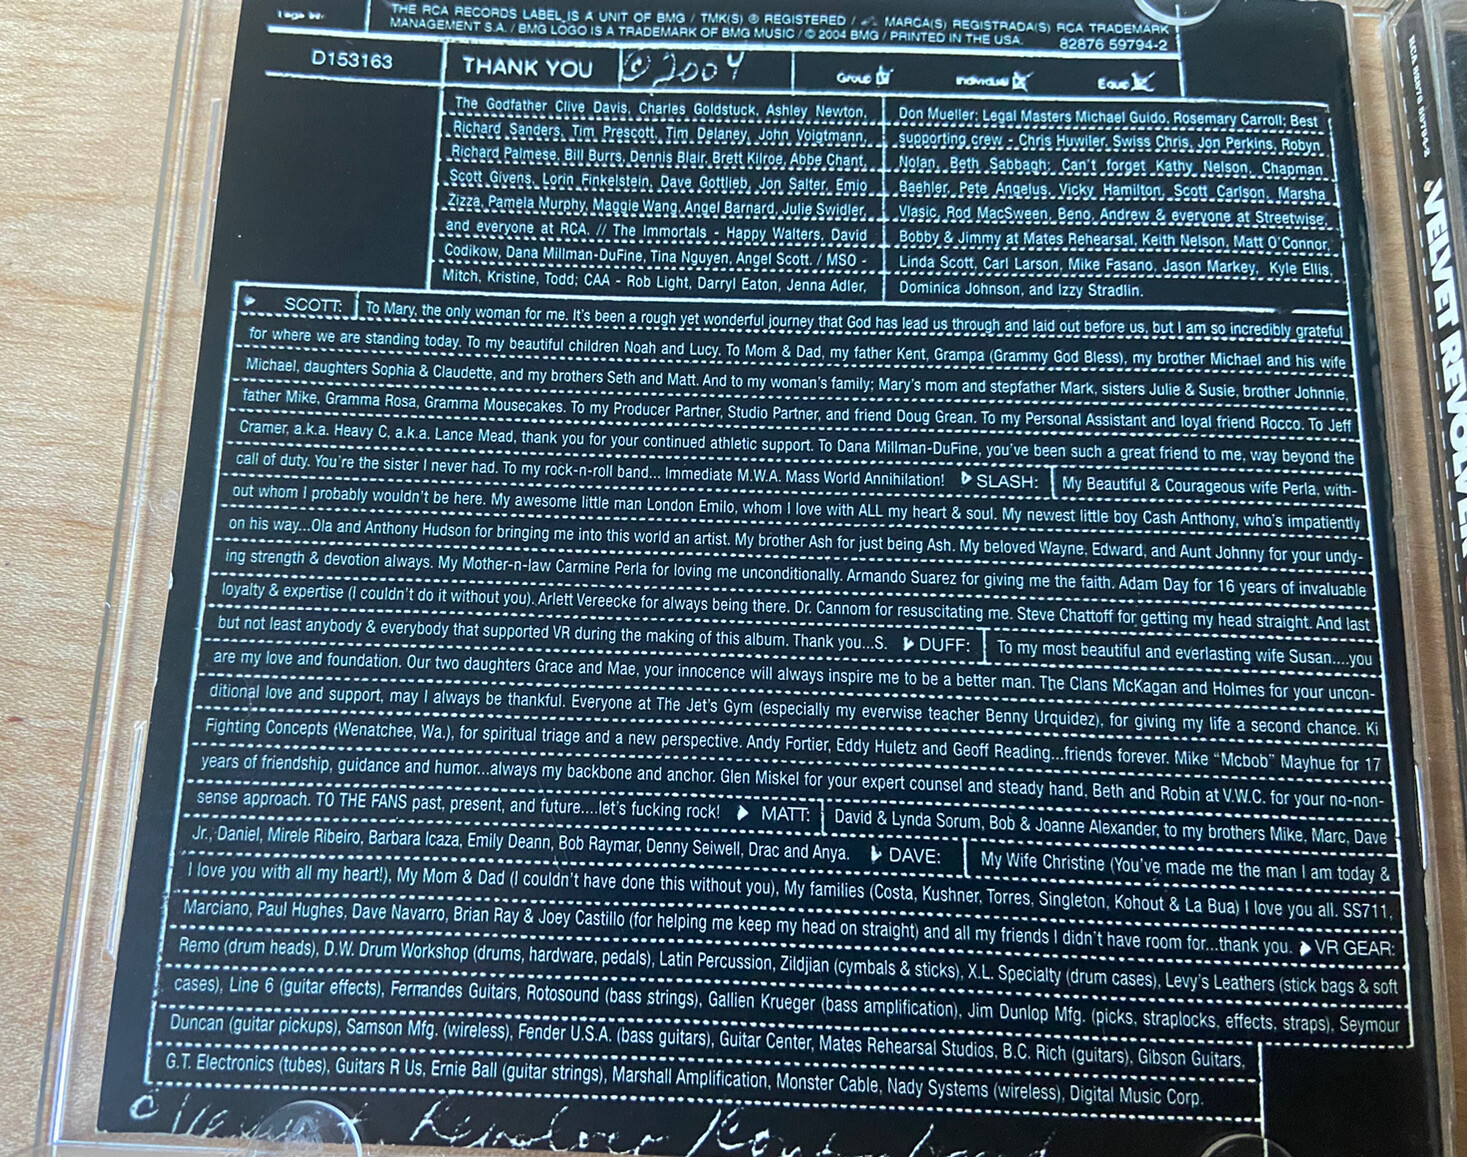 THE RCA RECORDS LABEL IS A UNIT OF BMG / TMK(S) ® REGISTERED / MARCA(S) REGISTRADA(S) RCA TRADEMARK
MANAGEMENT S.A. / BMG LOGO IS A TRADEMARK OF BMG MUSIC / © 2004 BMG / PRINTED IN THE USA. 82876 59794-2
D153163 THANK YOU ©2004 Group Individual Equip
The Godfather Clive Davis, Charles Goldstuck, Ashley Newton,
Richard Sanders, Tim Prescott, Tim Delaney, John Voigtmann,
Richard Palmese, Bill Burrs, Dennis Blair, Brett Kilroe, Abbe Chant,
Scott Givens, Lorin Finkelstein, Dave Gottlieb, Jon Salter, Emio
Zizza, Pamela Murphy, Maggie Wang, Angel Barnard, Julie Swidler,
and everyone at RCA. // The Immortals - Happy Walters, David
Codikow, Dana Millman-DuFine, Tina Nguyen, Angel Scott. / MSO -
Mitch, Kristine, Todd; CAA - Rob Light, Darryl Eaton, Jenna Adler,
Don Mueller; Legal Masters Michael Guido, Rosemary Carroll; Best
supporting crew - Chris Huwiler, Swiss Chris, Jon Perkins, Robyn
Nolan, Beth Sabbagh; Can't forget Kathy Nelson, Chapman
Baehler, Pete Angelus, Vicky Hamilton, Scott Carlson, Marsha
Vlasic, Rod MacSween, Beno, Andrew & everyone at Streetwise,
Bobby & Jimmy at Mates Rehearsal, Keith Nelson, Matt O'Connor,
Linda Scott, Carl Larson, Mike Fasano, Jason Markey, Kyle Ellis,
Dominica Johnson, and Izzy Stradlin.
SCOTT: To Mary, the only woman for me. It's been a rough yet wonderful journey that God has lead us through and laid out before us, but I am so incredibly grateful
for where we are standing today. To my beautiful children Noah and Lucy. To Mom & Dad, my father Kent, Grampa (Grammy God Bless), my brother Michael and his wife
Michael, daughters Sophia & Claudette, and my brothers Seth and Matt. And to my woman's family; Mary's mom and stepfather Mark, sisters Julie & Susie, brother Johnnie,
father Mike, Gramma Rosa, Gramma Mousecakes. To my Producer Partner, Studio Partner, and friend Doug Grean. To my Personal Assistant and loyal friend Rocco. To Jeff
Cramer, a.k.a. Heavy C, a.k.a. Lance Mead, thank you for your continued athletic support. To Dana Millman-DuFine, you've been such a great friend to me, way beyond the
call of duty. You're the sister I never had. To my rock-n-roll band... Immediate M.W.A. Mass World Annihilation! SLASH: My Beautiful & Courageous wife Perla, with-
out whom I probably wouldn't be here. My awesome little man London Emilo, whom I love with ALL my heart & soul. My newest little boy Cash Anthony, who's impatiently
on his way...Ola and Anthony Hudson for bringing me into this world an artist. My brother Ash for just being Ash. My beloved Wayne, Edward, and Aunt Johnny for your undy-
ing strength & devotion always. My Mother-n-law Carmine Perla for loving me unconditionally. Armando Suarez for giving me the faith. Adam Day for 16 years of invaluable
loyalty & expertise (I couldn't do it without you). Arlett Vereecke for always being there. Dr. Cannom for resuscitating me. Steve Chattoff for getting my head straight. And last
but not least anybody & everybody that supported VR during the making of this album. Thank you...S. DUFF: To my most beautiful and everlasting wife Susan....you
are my love and foundation. Our two daughters Grace and Mae, your innocence will always inspire me to be a better man. The Clans McKagan and Holmes for your uncon-
ditional love and support, may I always be thankful. Everyone at The Jet's Gym (especially my everwise teacher Benny Urquidez), for giving my life a second chance. Ki
Fighting Concepts (Wenatchee, Wa.), for spiritual triage and a new perspective. Andy Fortier, Eddy Huletz and Geoff Reading...friends forever. Mike "Mcbob" Mayhue for 17
years of friendship, guidance and humor...always my backbone and anchor. Glen Miskel for your expert counsel and steady hand, Beth and Robin at V.W.C. for your no-non-
sense approach. TO THE FANS past, present, and future....let's fucking rock! MATT: David & Lynda Sorum, Bob & Joanne Alexander, to my brothers Mike, Marc, Dave
Jr., Daniel, Mirele Ribeiro, Barbara Icaza, Emily Deann, Bob Raymar, Denny Seiwell, Drac and Anya. DAVE: My Wife Christine (You've made me the man I am today &
I love you with all my heart!), My Mom & Dad (I couldn't have done this without you), My families (Costa, Kushner, Torres, Singleton, Kohout & La Bua) I love you all. SS711,
Marciano, Paul Hughes, Dave Navarro, Brian Ray & Joey Castillo (for helping me keep my head on straight) and all my friends I didn't have room for...thank you. VR GEAR:
Remo (drum heads), D.W. Drum Workshop (drums, hardware, pedals), Latin Percussion, Zildjian (cymbals & sticks), X.L. Specialty (drum cases), Levy's Leathers (stick bags & soft
cases), Line 6 (guitar effects), Fernandes Guitars, Rotosound (bass strings), Gallien Krueger (bass amplification), Jim Dunlop Mfg. (picks, straplocks, effects, straps), Seymour
Duncan (guitar pickups), Samson Mfg. (wireless), Fender U.S.A. (bass guitars), Guitar Center, Mates Rehearsal Studios, B.C. Rich (guitars), Gibson Guitars,
G.T. Electronics (tubes), Guitars R Us, Ernie Ball (guitar strings), Marshall Amplification, Monster Cable, Nady Systems (wireless), Digital Music Corp.
VELVET REVOLVER